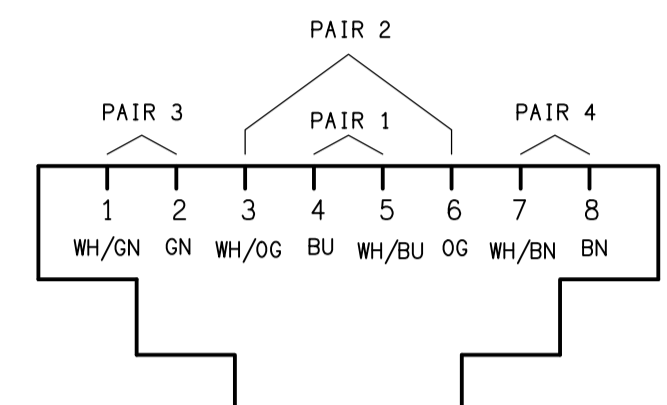 PAIR 2
PAIR 3 PAIR 1 PAIR 4
1 2 3 4 5 6 7 8
WH/GN GN WH/OG BU WH/BU OG WH/BN BN